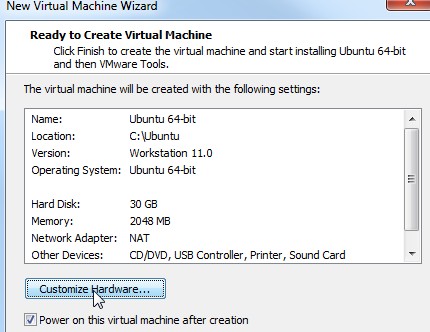 New Virtual Machine Wizard
Ready to Create Virtual Machine
Click Finish to create the virtual machine and start installing Ubuntu 64-bit
and then VMware Tools.
The virtual machine will be created with the following settings:
Name: Ubuntu 64-bit
Location: C:\Ubuntu
Version: Workstation 11.0
Operating System: Ubuntu 64-bit
Hard Disk: 30 GB
Memory: 2048 MB
Network Adapter: NAT
Other Devices: CD/DVD, USB Controller, Printer, Sound Card
Customize Hardware...
Power on this virtual machine after creation